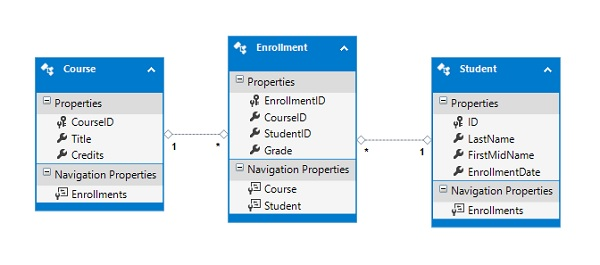 Course
Properties
CourseID
Title
Credits
Navigation Properties
Enrollments
1
*
Enrollment
Properties
EnrollmentID
CourseID
StudentID
Grade
Navigation Properties
Course
Student
*
1
Student
Properties
ID
LastName
FirstMidName
EnrollmentDate
Navigation Properties
Enrollments